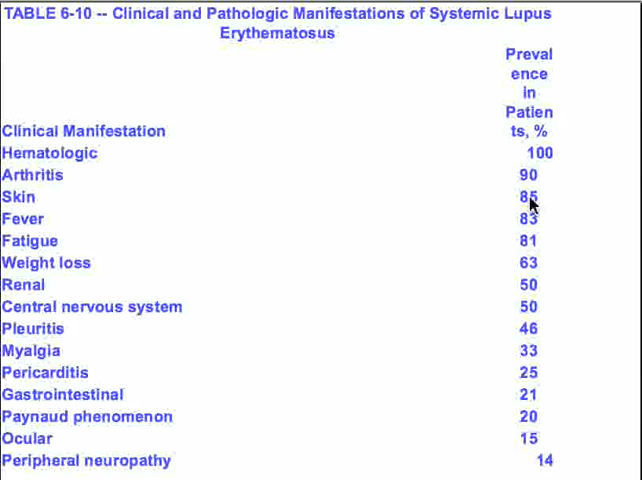 TABLE 6-10 -- Clinical and Pathologic Manifestations of Systemic Lupus
Erythematosus
Preval
ence
in
Patien
Clinical Manifestation ts, %
Hematologic 100
Arthritis 90
Skin 85
Fever 83
Fatigue 81
Weight loss 63
Renal 50
Central nervous system 50
Pleuritis 46
Myalgia 33
Pericarditis 25
Gastrointestinal 21
Paynaud phenomenon 20
Ocular 15
Peripheral neuropathy 14